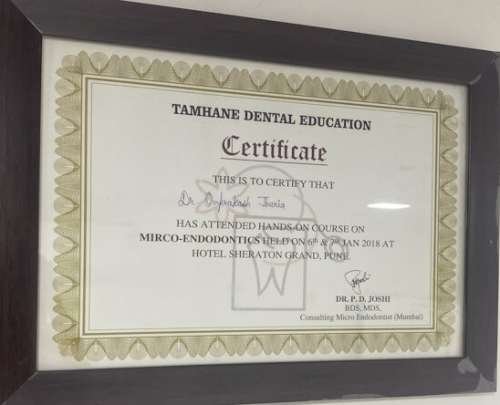 TAMHANE DENTAL EDUCATION
Certificate
THIS IS TO CERTIFY THAT
Dr.
HAS ATTENDED HANDS-ON COURSE ON
MIRCO-ENDODONTICS HELD ON 6th & 7th JAN 2018 AT
HOTEL SHERATON GRAND, PUNE.
DR. P. D. JOSHI
BDS, MDS,
Consulting Micro Endodontist (Mumbai)